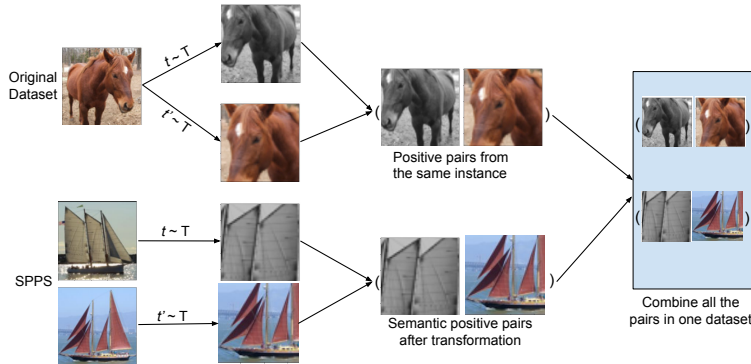 Original
Dataset
t ~ T
t' ~ T
( )
Positive pairs from
the same instance
SPPS
t ~ T
t' ~ T
( )
Semantic positive pairs
after transformation
( )
( )
Combine all the
pairs in one dataset